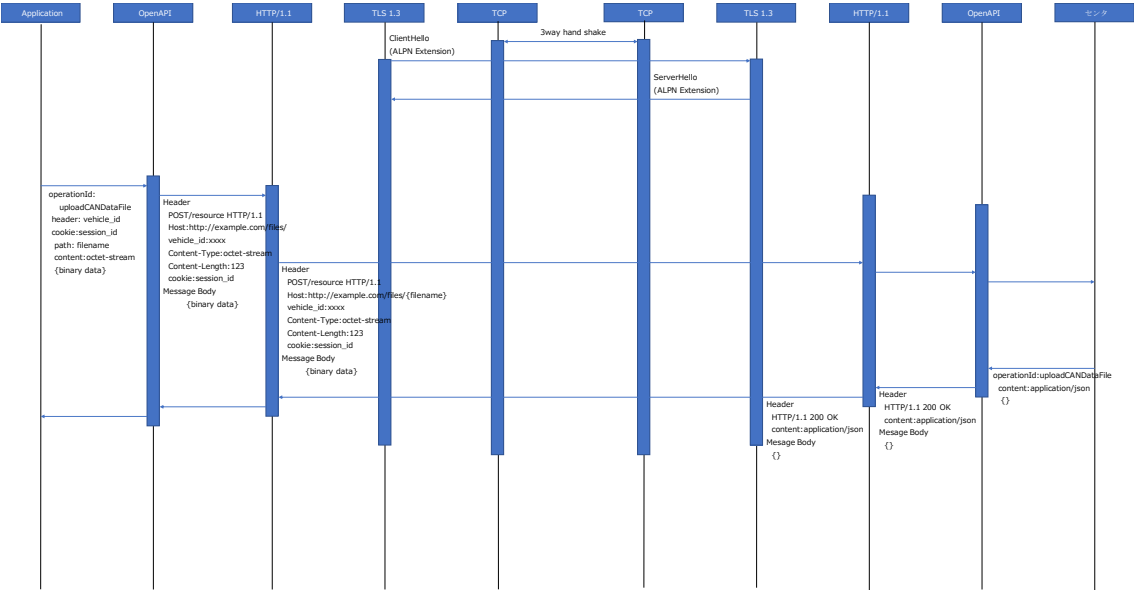 Application
OpenAPI
HTTP/1.1
TLS 1.3
TCP
TCP
TLS 1.3
HTTP/1.1
OpenAPI
センタ
3way hand shake
ClientHello
(ALPN Extension)
ServerHello
(ALPN Extension)
operationId:
uploadCANDataFile
header: vehicle_id
cookie:session_id
path: filename
content:octet-stream
{binary data}
Header
POST/resource HTTP/1.1
Host:http://example.com/files/
vehicle_id:xxxx
Content-Type:octet-stream
Content-Length:123
cookie:session_id
Message Body
{binary data}
Header
POST/resource HTTP/1.1
Host:http://example.com/files/{filename}
vehicle_id:xxxx
Content-Type:octet-stream
Content-Length:123
cookie:session_id
Message Body
{binary data}
Header
HTTP/1.1 200 OK
content:application/json
Mesage Body
{}
Header
HTTP/1.1 200 OK
content:application/json
Mesage Body
{}
operationId:uploadCANDataFile
content:application/json
{}